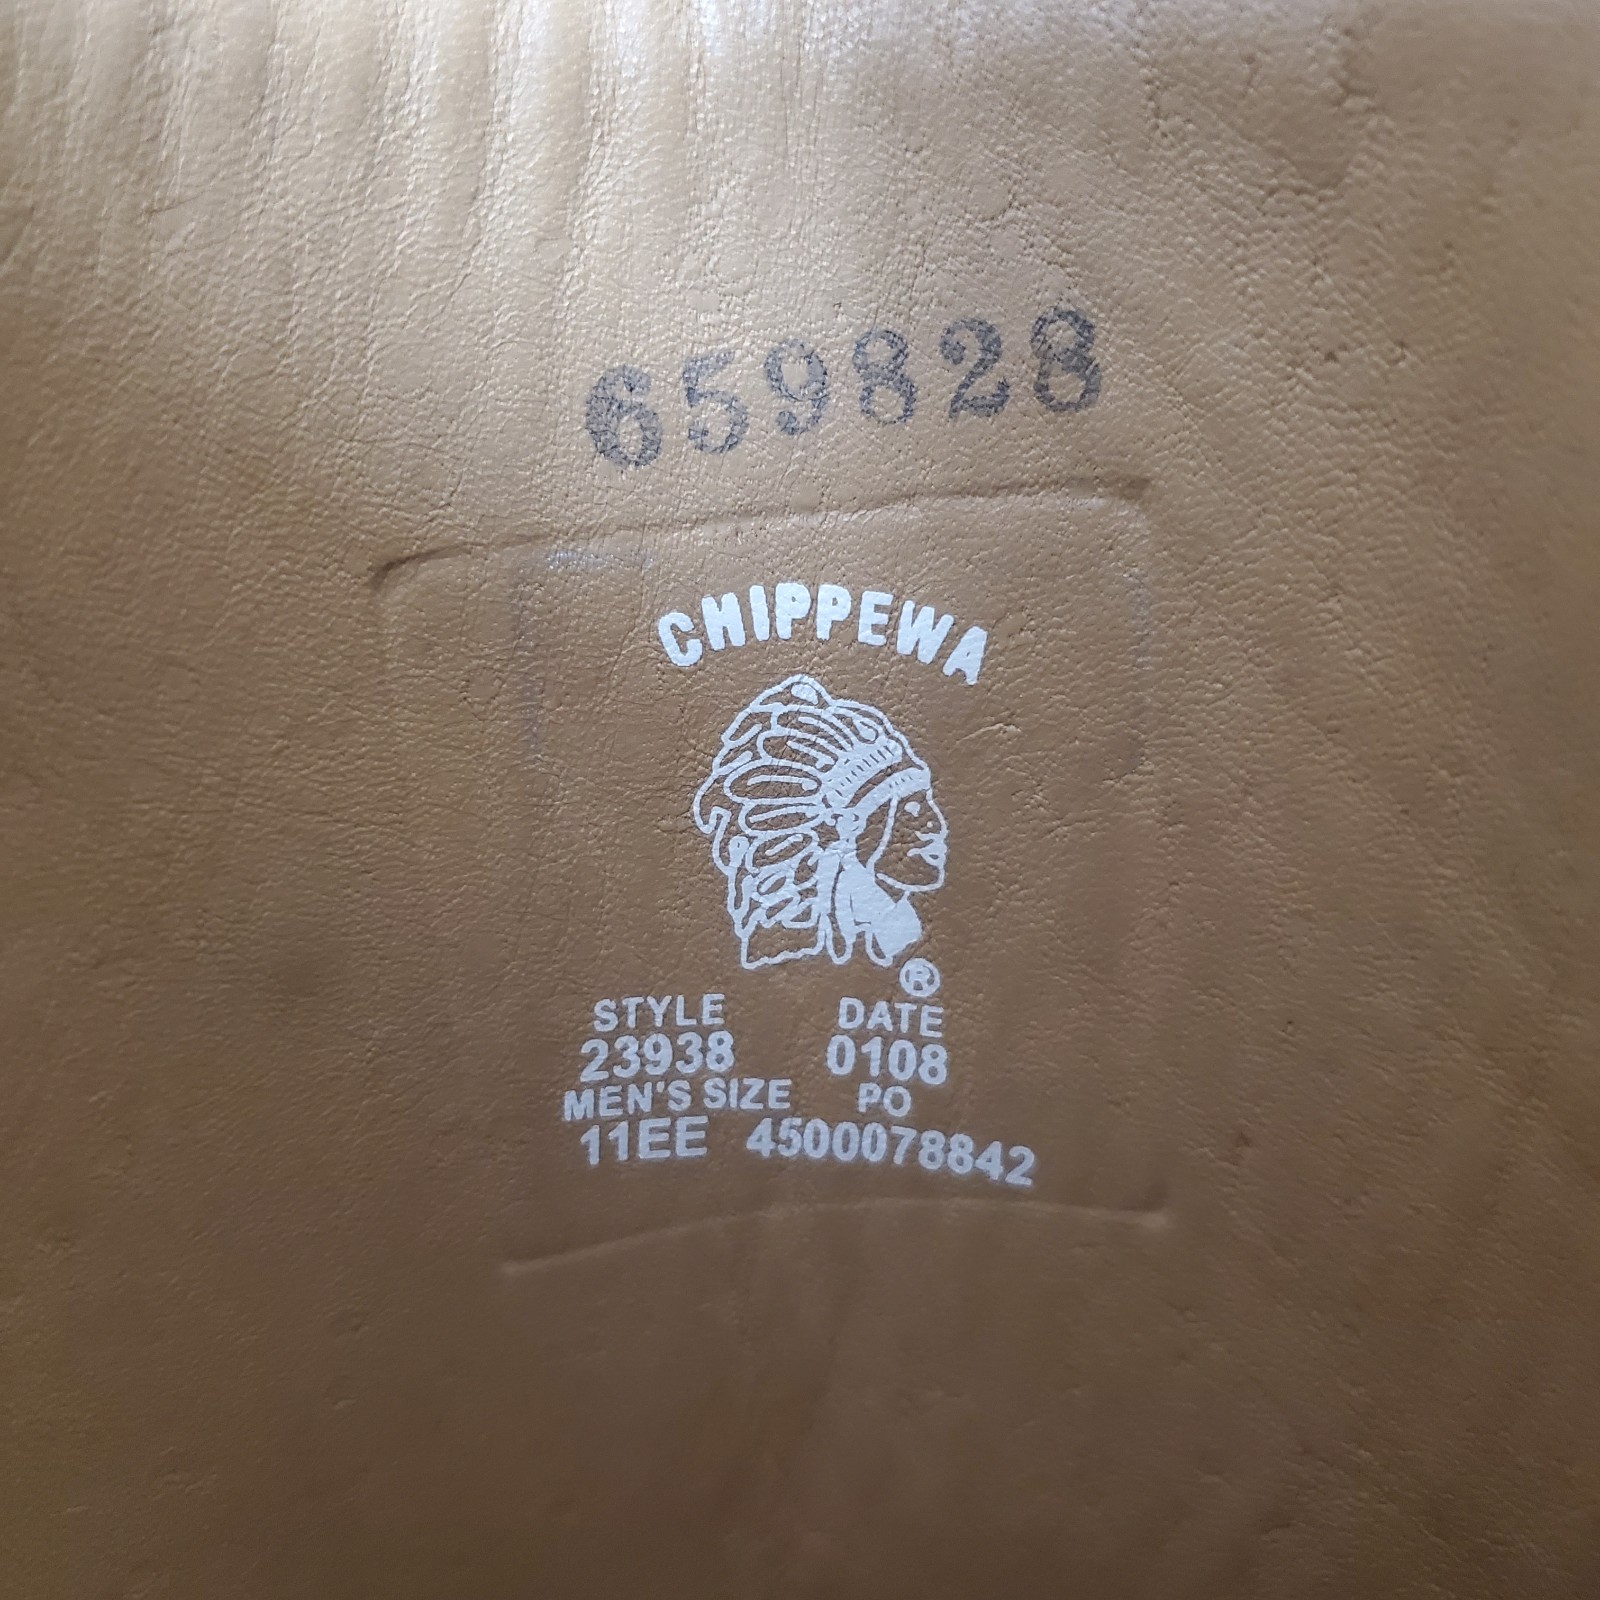 659828
CHIPPEWA
®
STYLE DATE
23938 0108
MEN'S SIZE PO
11EE 4500078842